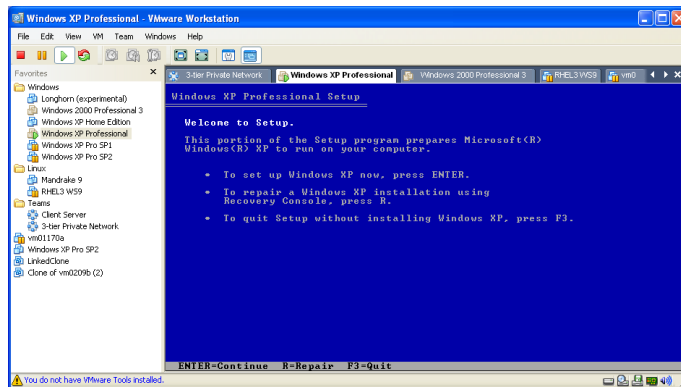 Windows XP Professional - VMware Workstation
File Edit View VM Team Windows Help
Favorites
Windows
Longhorn (experimental)
Windows 2000 Professional 3
Windows XP Home Edition
Windows XP Professional
Windows XP Pro SP1
Windows XP Pro SP2
Linux
Mandrake 9
RHEL3 WS9
Teams
Client Server
3-tier Private Network
vm01170a
Windows XP Pro SP2
LinkedClone
Clone of vm0209b (2)
3-tier Private Network Windows XP Professional Windows 2000 Professional 3 RHEL3 WS9 vm0
Windows XP Professional Setup
Welcome to Setup.
This portion of the Setup program prepares Microsoft(R)
Windows(R) XP to run on your computer.
• To set up Windows XP now, press ENTER.
• To repair a Windows XP installation using
Recovery Console, press R.
• To quit Setup without installing Windows XP, press F3.
ENTER=Continue R=Repair F3=Quit
You do not have VMware Tools installed.